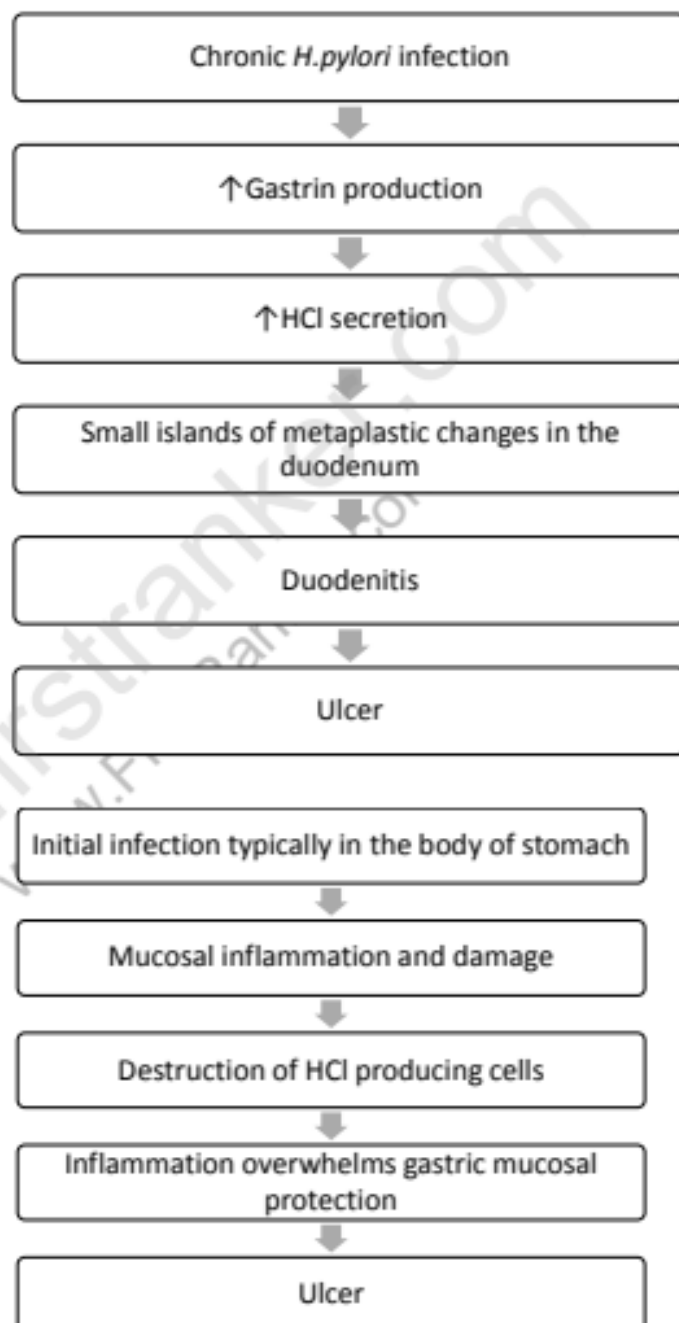 Chronic H.pylori infection
↑Gastrin production
↑HCl secretion
Small islands of metaplastic changes in the
duodenum
Duodenitis
Ulcer
Initial infection typically in the body of stomach
Mucosal inflammation and damage
Destruction of HCl producing cells
Inflammation overwhelms gastric mucosal
protection
Ulcer